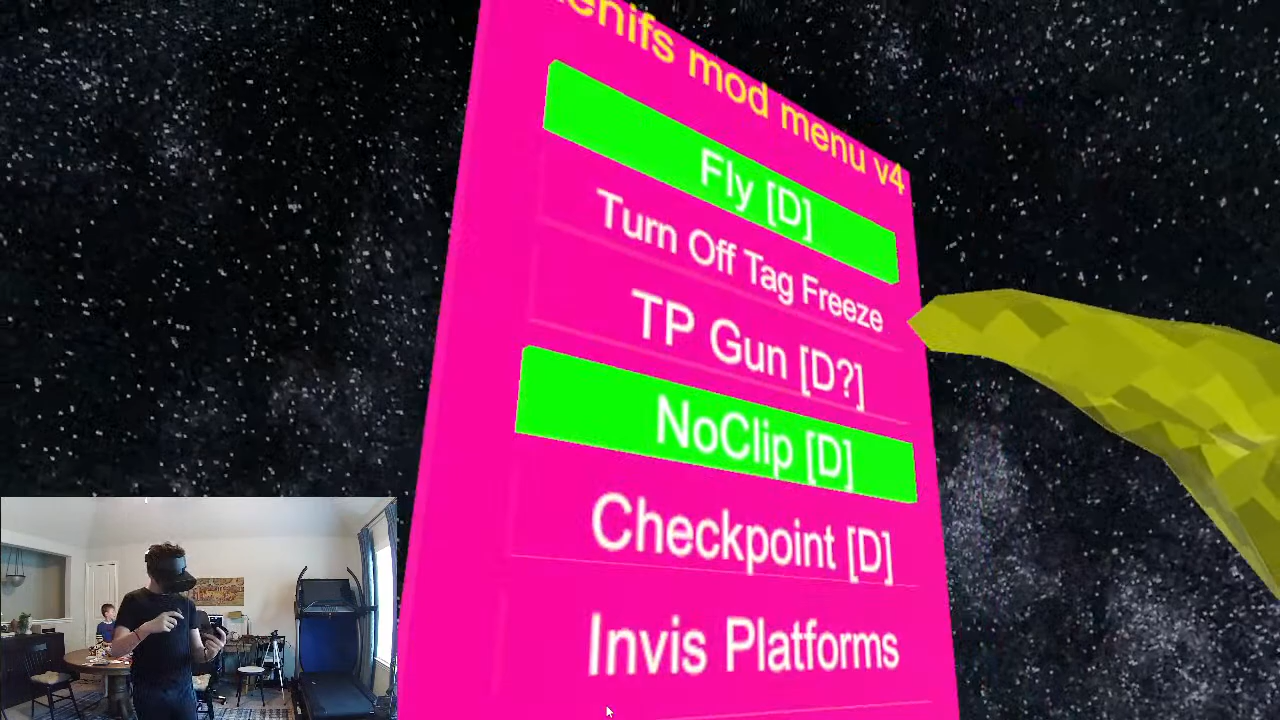 mod menu v4
Fly [D]
Turn Off Tag Freeze
TP Gun [D?]
NoClip [D]
Checkpoint [D]
Invis Platforms